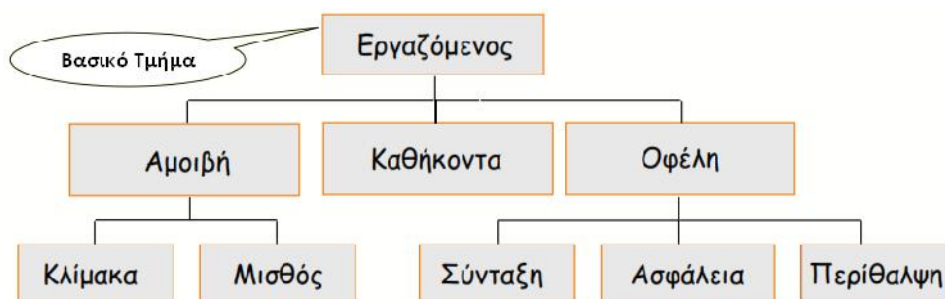 Βασικό Τμήμα
Εργαζόμενος
Αμοιβή
Καθήκοντα
Οφέλη
Κλίμακα
Μισθός
Σύνταξη
Ασφάλεια
Περίθαλψη